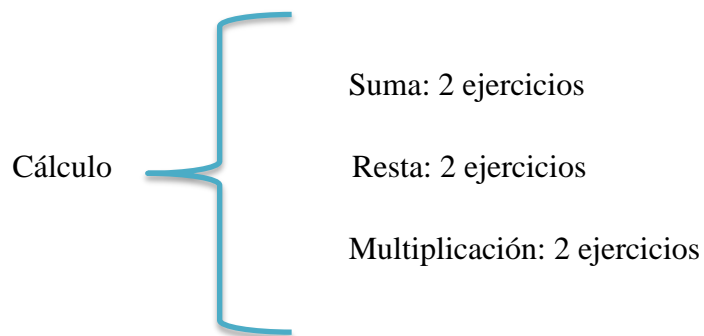 Suma: 2 ejercicios
Cálculo
Resta: 2 ejercicios
Multiplicación: 2 ejercicios